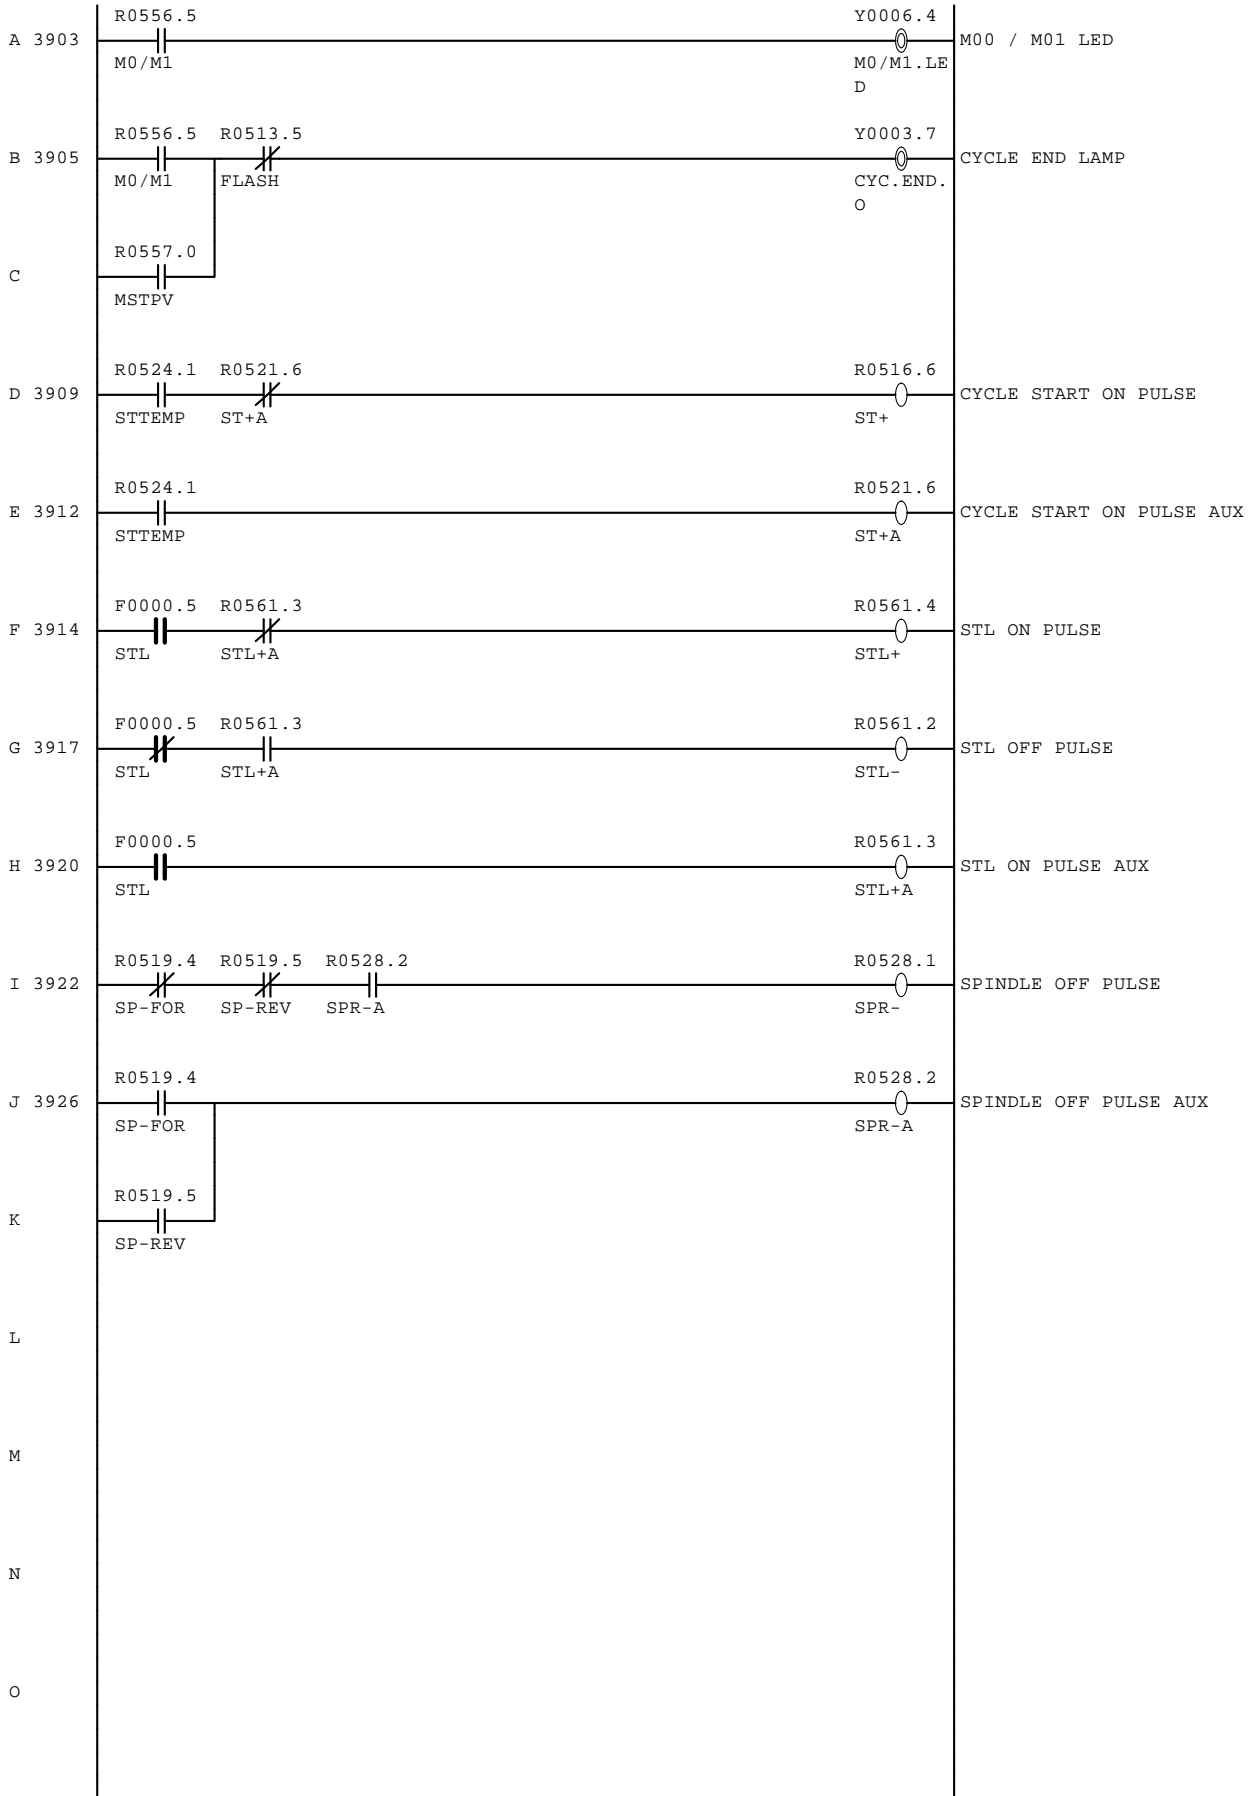 R0556.5 Y0006.4
A 3903 M00 / M01 LED
M0/M1 M0/M1.LE
D
R0556.5 R0513.5 Y0003.7
B 3905 CYCLE END LAMP
M0/M1 FLASH CYC.END.
O
R0557.0
C
MSTPV
R0524.1 R0521.6 R0516.6
D 3909 CYCLE START ON PULSE
STTEMP ST+A ST+
R0524.1 R0521.6
E 3912 CYCLE START ON PULSE AUX
STTEMP ST+A
F0000.5 R0561.3 R0561.4
F 3914 STL ON PULSE
STL STL+A STL+
F0000.5 R0561.3 R0561.2
G 3917 STL OFF PULSE
STL STL+A STL-
F0000.5 R0561.3
H 3920 STL ON PULSE AUX
STL STL+A
R0519.4 R0519.5 R0528.2 R0528.1
I 3922 SPINDLE OFF PULSE
SP-FOR SP-REV SPR-A SPR-
R0519.4 R0528.2
J 3926 SPINDLE OFF PULSE AUX
SP-FOR SPR-A
R0519.5
K
SP-REV
L
M
N
O